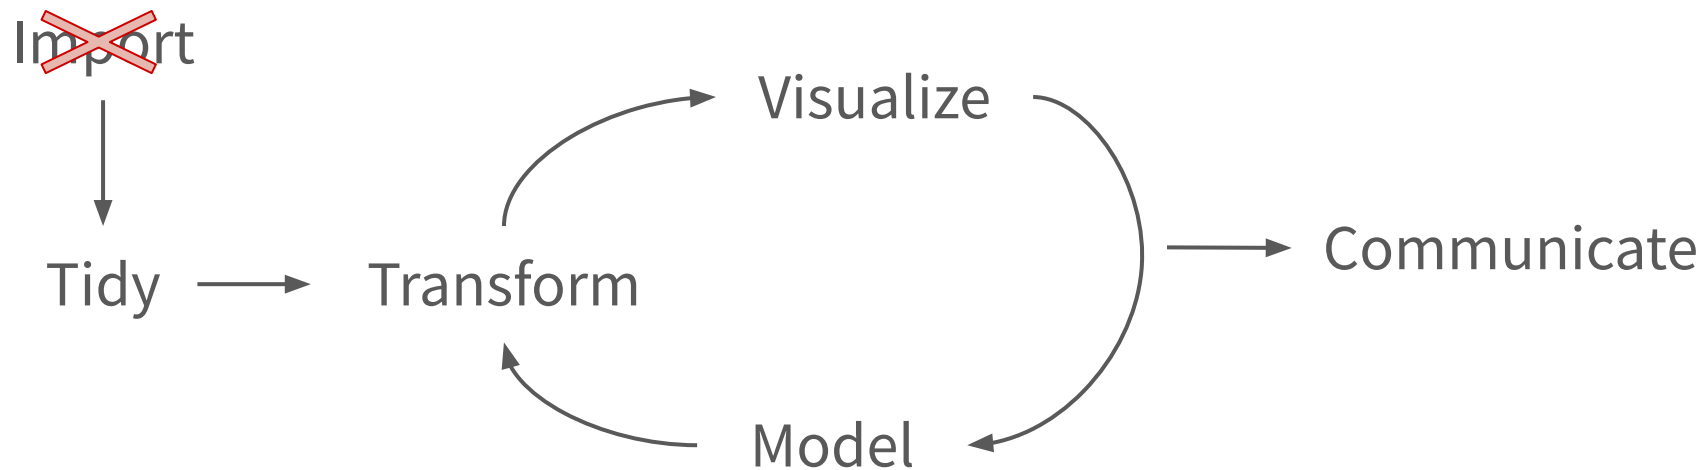 Import
Visualize
Communicate
Tidy
Transform
Model